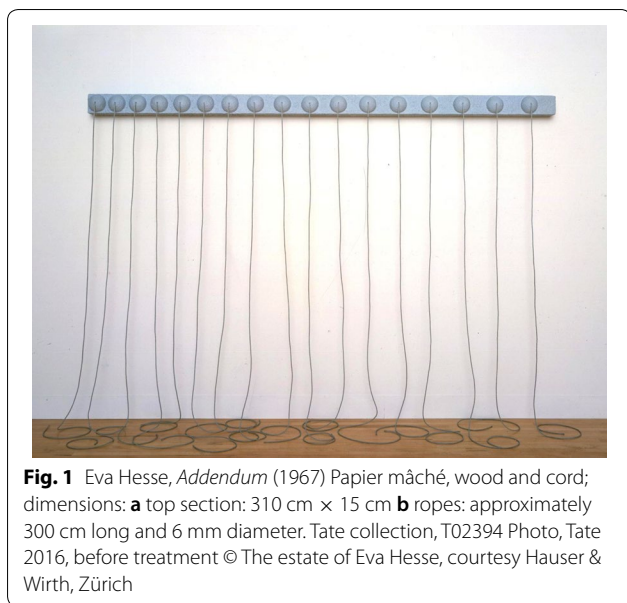 Fig. 1 Eva Hesse, Addendum (1967) Papier mâché, wood and cord;
dimensions: a top section: 310 cm × 15 cm b ropes: approximately
300 cm long and 6 mm diameter. Tate collection, T02394 Photo, Tate
2016, before treatment © The estate of Eva Hesse, courtesy Hauser &
Wirth, Zürich